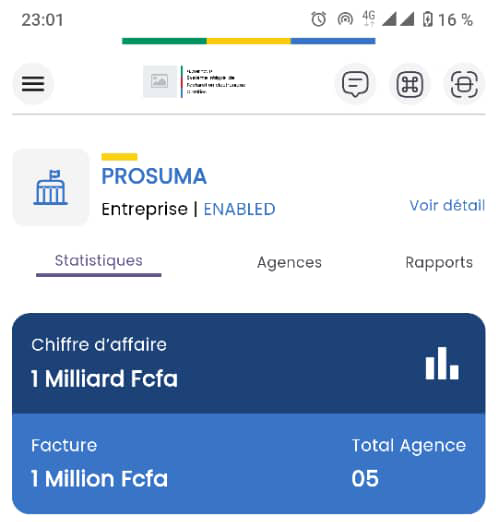 23:01
4G
16 %
PROSUMA
Entreprise | ENABLED
Voir détail
Statistiques
Agences
Rapports
Chiffre d'affaire
1 Milliard Fcfa
Facture
Total Agence
1 Million Fcfa
05